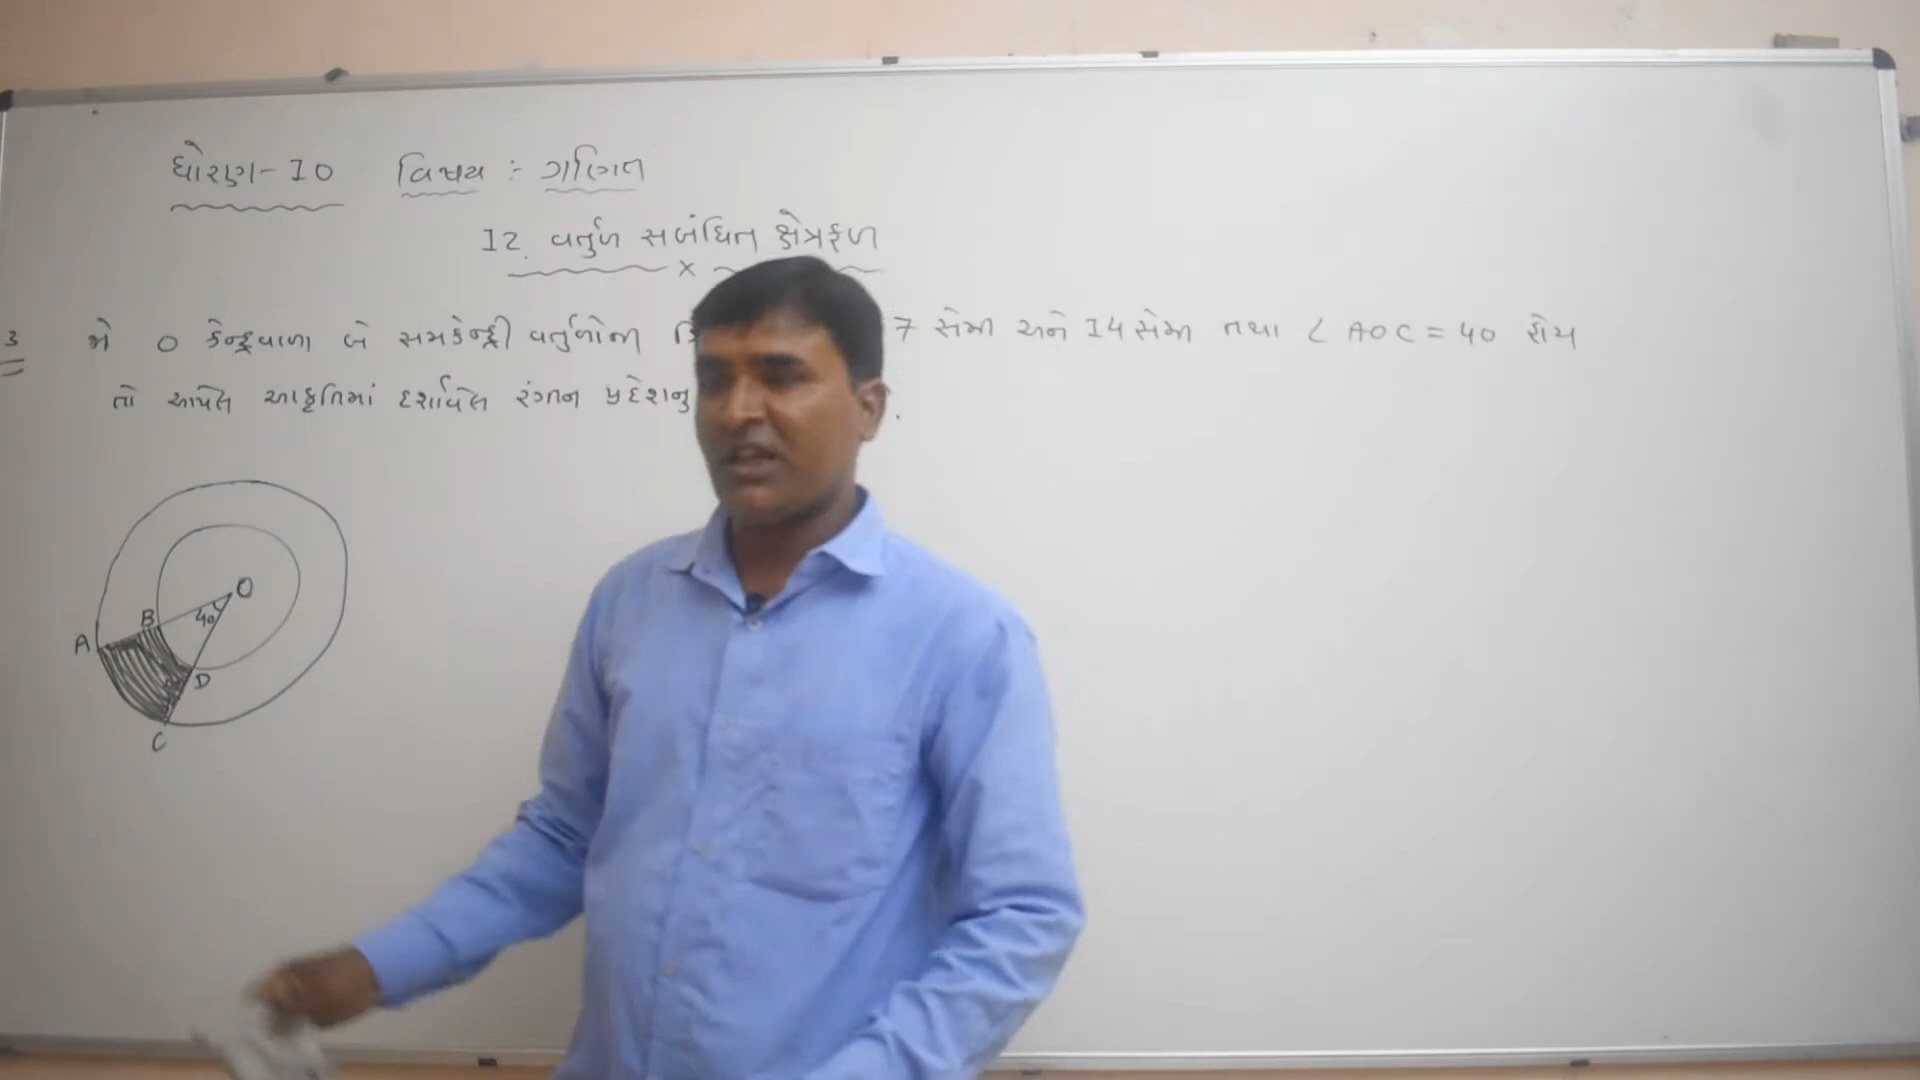 ધોરણ-10 વિષય :- ગણિત
12. વર્તુળ સબંધિત ક્ષેત્રફળ
x
3 જો O કેન્દ્રવાળા બે સમકેન્દ્રી વર્તુળોની 7 સેમી અને 14 સેમી તથા ∠AOC = 40 હોય
તો આપેલ આકૃતિમાં દર્શાવેલ રંગીન પ્રદેશનુ .
O
B
40
A
D
C